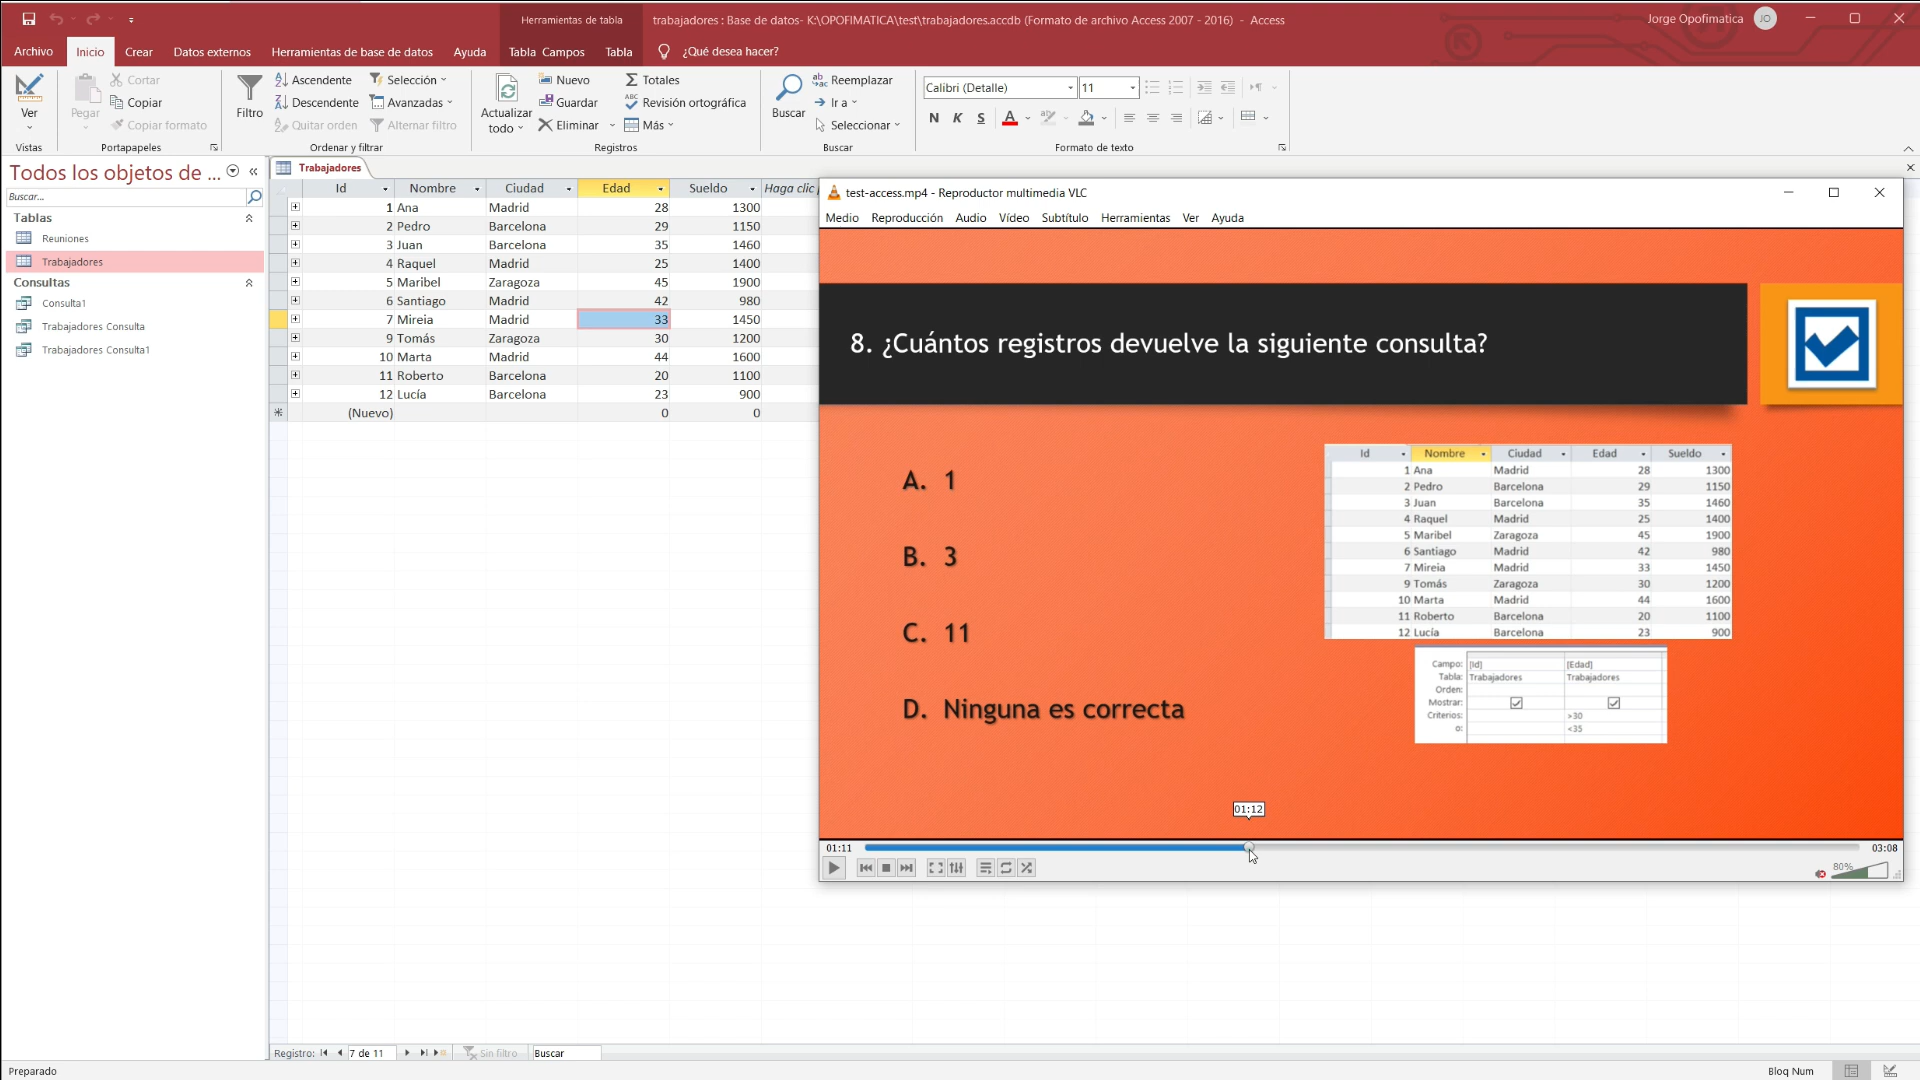 Herramientas de tabla
trabajadores : Base de datos- K:\OPOFIMATICA\test\trabajadores.accdb (Formato de archivo Access 2007 - 2016) - Access
Jorge Opofimatica
JO
Archivo Inicio Crear Datos externos Herramientas de base de datos Ayuda Tabla Campos Tabla ¿Qué desea hacer?
Ver
Vistas
Pegar
Cortar
Copiar
Copiar formato
Portapapeles
Filtro
Ascendente
Descendente
Quitar orden
Selección
Avanzadas
Alternar filtro
Ordenar y filtrar
Actualizar
todo
Nuevo
Guardar
Eliminar
Totales
Revisión ortográfica
Más
Registros
Buscar
Reemplazar
Ir a
Seleccionar
Buscar
Calibri (Detalle) 11
N K S A
Formato de texto
Todos los objetos de ...
Buscar...
Tablas
Reuniones
Trabajadores
Consultas
Consulta1
Trabajadores Consulta
Trabajadores Consulta1
Trabajadores
Id Nombre Ciudad Edad Sueldo Haga clic
1 Ana Madrid 28 1300
2 Pedro Barcelona 29 1150
3 Juan Barcelona 35 1460
4 Raquel Madrid 25 1400
5 Maribel Zaragoza 45 1900
6 Santiago Madrid 42 980
7 Mireia Madrid 33 1450
9 Tomás Zaragoza 30 1200
10 Marta Madrid 44 1600
11 Roberto Barcelona 20 1100
12 Lucía Barcelona 23 900
(Nuevo) 0 0
test-access.mp4 - Reproductor multimedia VLC
Medio Reproducción Audio Vídeo Subtítulo Herramientas Ver Ayuda
8. ¿Cuántos registros devuelve la siguiente consulta?
A. 1
B. 3
C. 11
D. Ninguna es correcta
Id Nombre Ciudad Edad Sueldo
1 Ana Madrid 28 1300
2 Pedro Barcelona 29 1150
3 Juan Barcelona 35 1460
4 Raquel Madrid 25 1400
5 Maribel Zaragoza 45 1900
6 Santiago Madrid 42 980
7 Mireia Madrid 33 1450
9 Tomás Zaragoza 30 1200
10 Marta Madrid 44 1600
11 Roberto Barcelona 20 1100
12 Lucía Barcelona 23 900
Campo: [Id] [Edad]
Tabla: Trabajadores Trabajadores
Orden:
Mostrar:
Criterios: >30
o: <35
01:12
01:11 03:08
80%
Registro: 7 de 11 Sin filtro Buscar
Preparado
Bloq Num